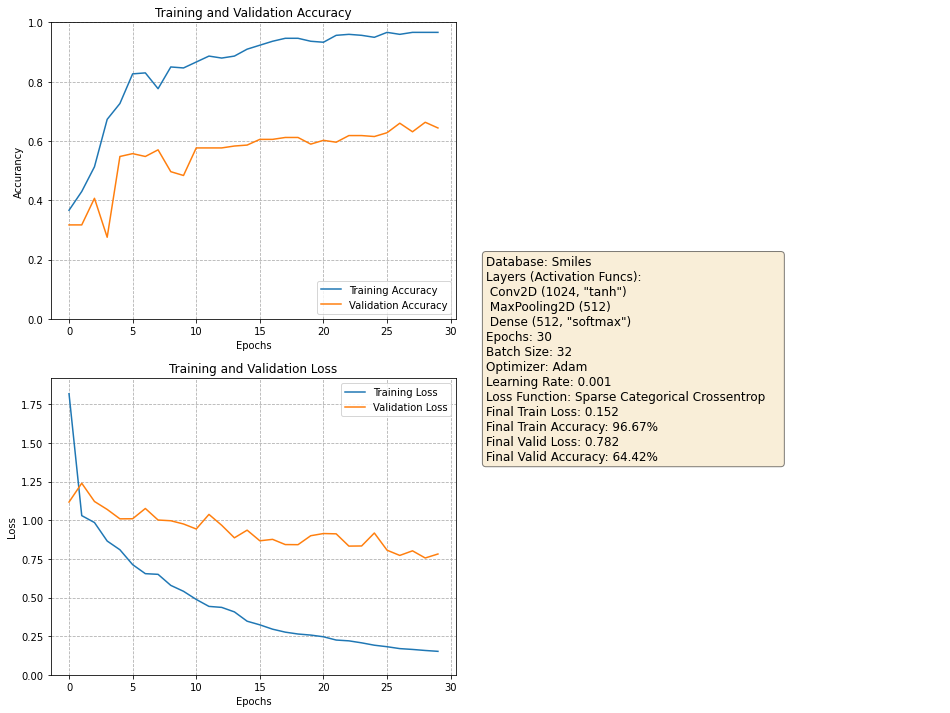 Training and Validation Accuracy
1.0
0.8
0.6
0.4
0.2
0.0
Accurancy
Training Accuracy
Validation Accuracy
0 5 10 15 20 25 30
Epochs
Training and Validation Loss
1.75
1.50
1.25
1.00
0.75
0.50
0.25
0.00
Loss
Training Loss
Validation Loss
0 5 10 15 20 25 30
Epochs
Database: Smiles
Layers (Activation Funcs):
Conv2D (1024, "tanh")
MaxPooling2D (512)
Dense (512, "softmax")
Epochs: 30
Batch Size: 32
Optimizer: Adam
Learning Rate: 0.001
Loss Function: Sparse Categorical Crossentrop
Final Train Loss: 0.152
Final Train Accuracy: 96.67%
Final Valid Loss: 0.782
Final Valid Accuracy: 64.42%